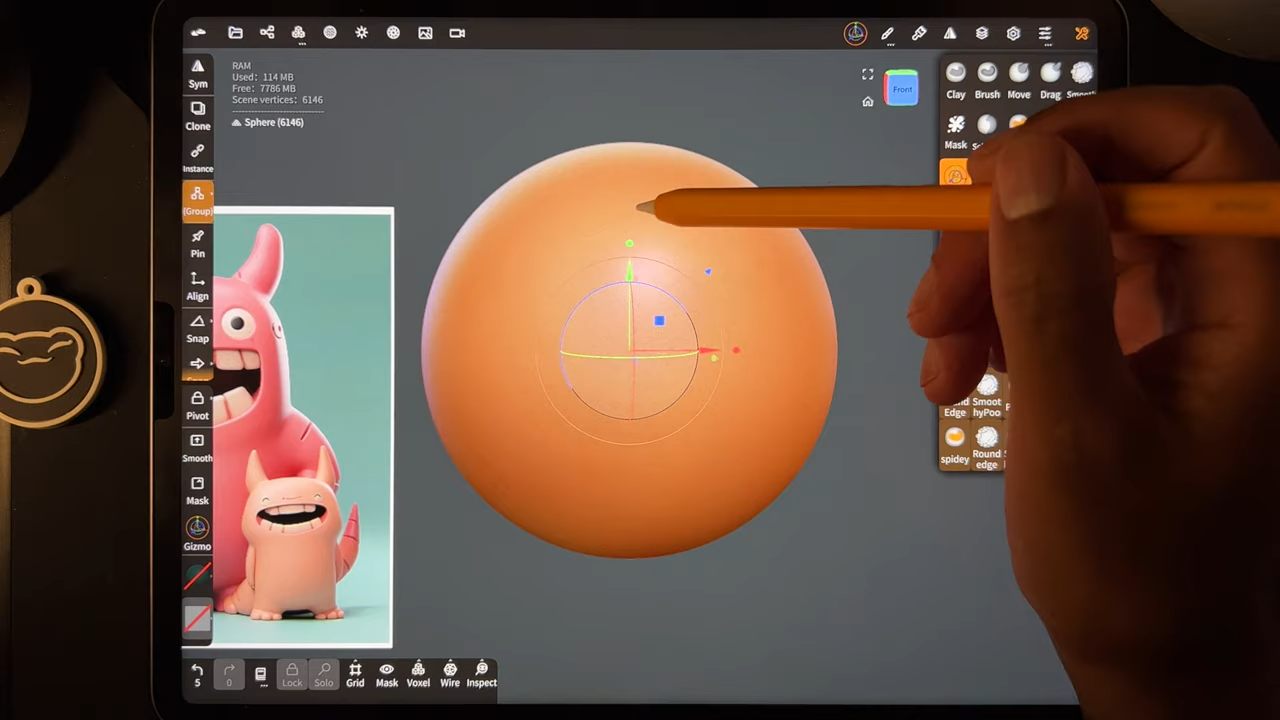 RAM
Used: 114 MB
Free: 7786 MB
Scene vertices: 6146
Sphere (6146)
Front
Sym
Clone
Instance
(Group)
Pin
Align
Snap
Pivot
Smooth
Mask
Gizmo
Clay Brush Move Drag
Mask
Edge Smoot
hyPoo
spidey Round
edge
5 0 Lock Solo Grid Mask Voxel Wire Inspect